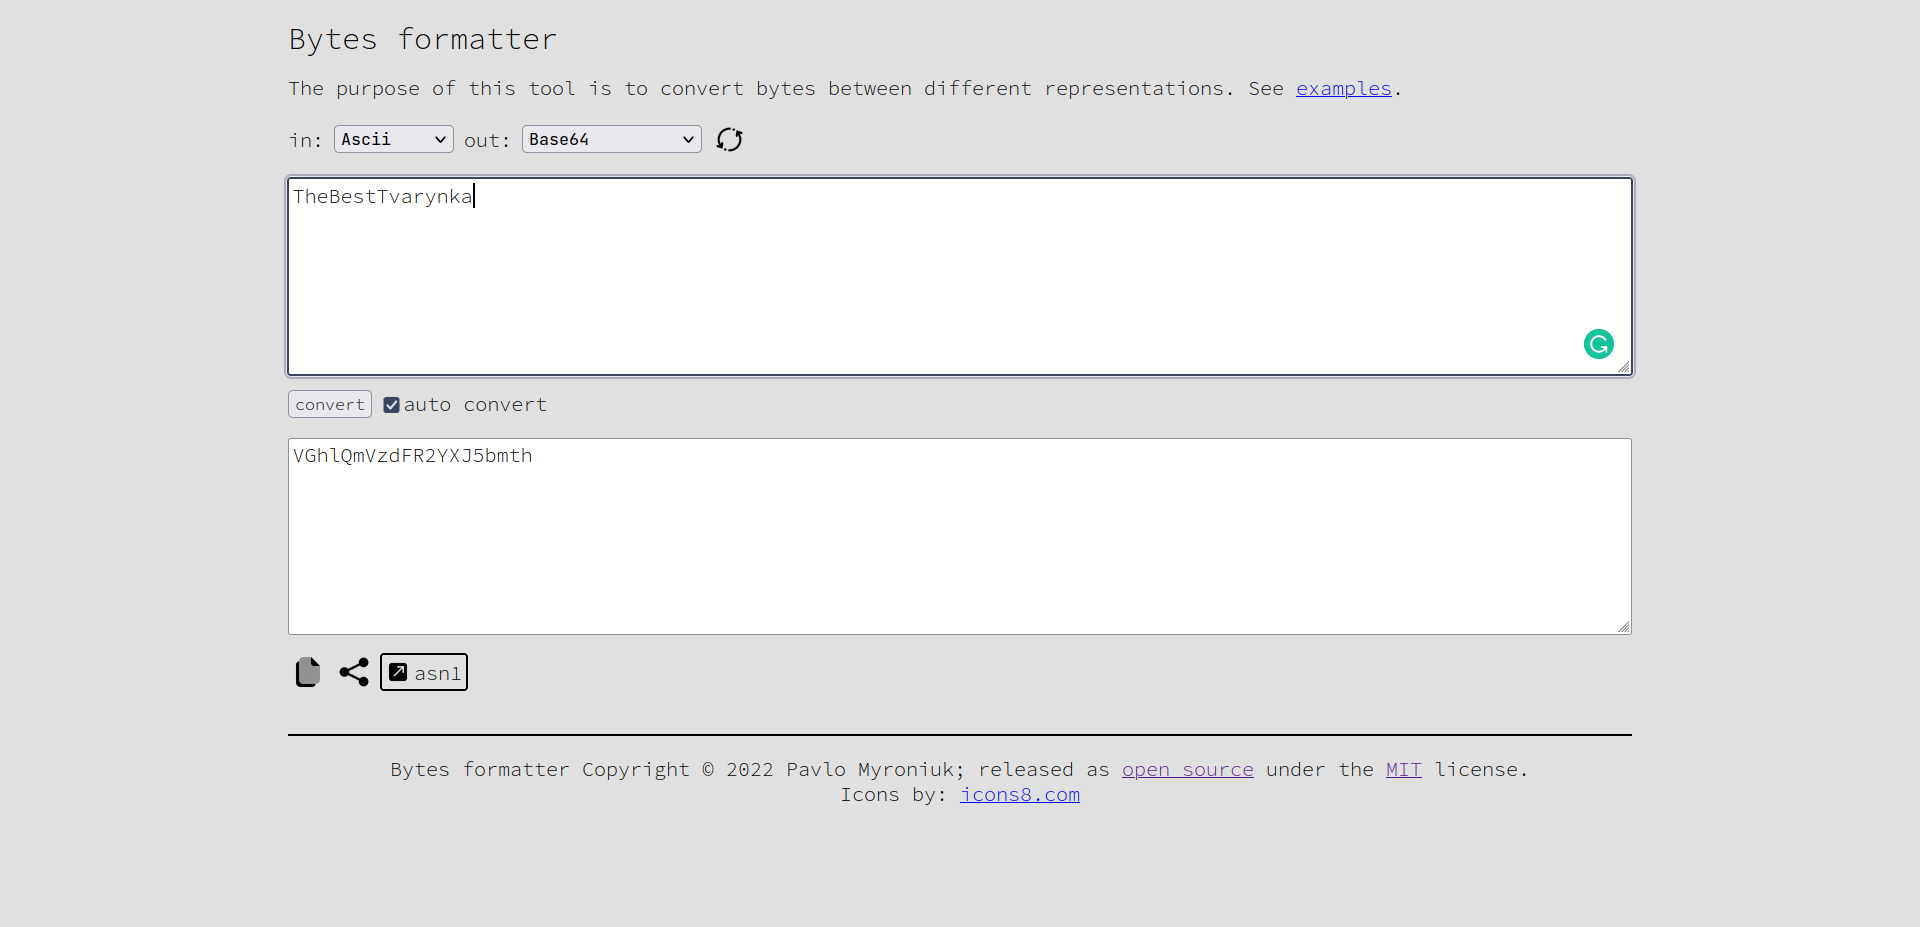 Bytes formatter
The purpose of this tool is to convert bytes between different representations. See examples.
in: Ascii out: Base64
TheBestTvarynka
convert auto convert
VGhlQmVzdFR2YXJ5bmth
asn1
Bytes formatter Copyright © 2022 Pavlo Myroniuk; released as open source under the MIT license.
Icons by: icons8.com